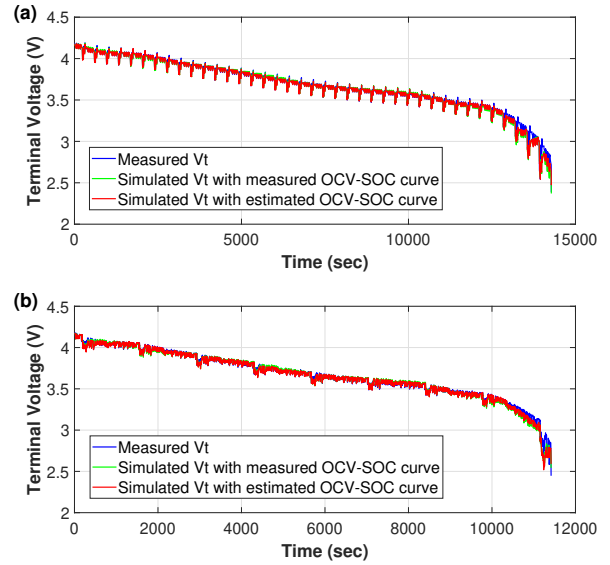 (a)
4.5
4
3.5
3
2.5
2
Terminal Voltage (V)
Measured Vt
Simulated Vt with measured OCV-SOC curve
Simulated Vt with estimated OCV-SOC curve
0 5000 10000 15000
Time (sec)
(b)
4.5
4
3.5
3
2.5
2
Terminal Voltage (V)
Measured Vt
Simulated Vt with measured OCV-SOC curve
Simulated Vt with estimated OCV-SOC curve
0 2000 4000 6000 8000 10000 12000
Time (sec)